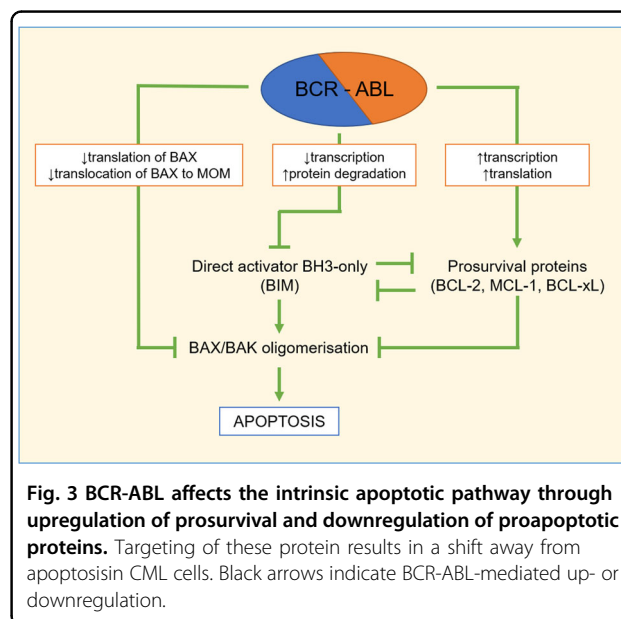 BCR - ABL
↓translation of BAX
↓translocation of BAX to MOM
↓transcription
↑protein degradation
↑transcription
↑translation
Direct activator BH3-only
(BIM)
Prosurvival proteins
(BCL-2, MCL-1, BCL-xL)
BAX/BAK oligomerisation
APOPTOSIS
Fig. 3 BCR-ABL affects the intrinsic apoptotic pathway through
upregulation of prosurvival and downregulation of proapoptotic
proteins. Targeting of these protein results in a shift away from
apoptosisin CML cells. Black arrows indicate BCR-ABL-mediated up- or
downregulation.